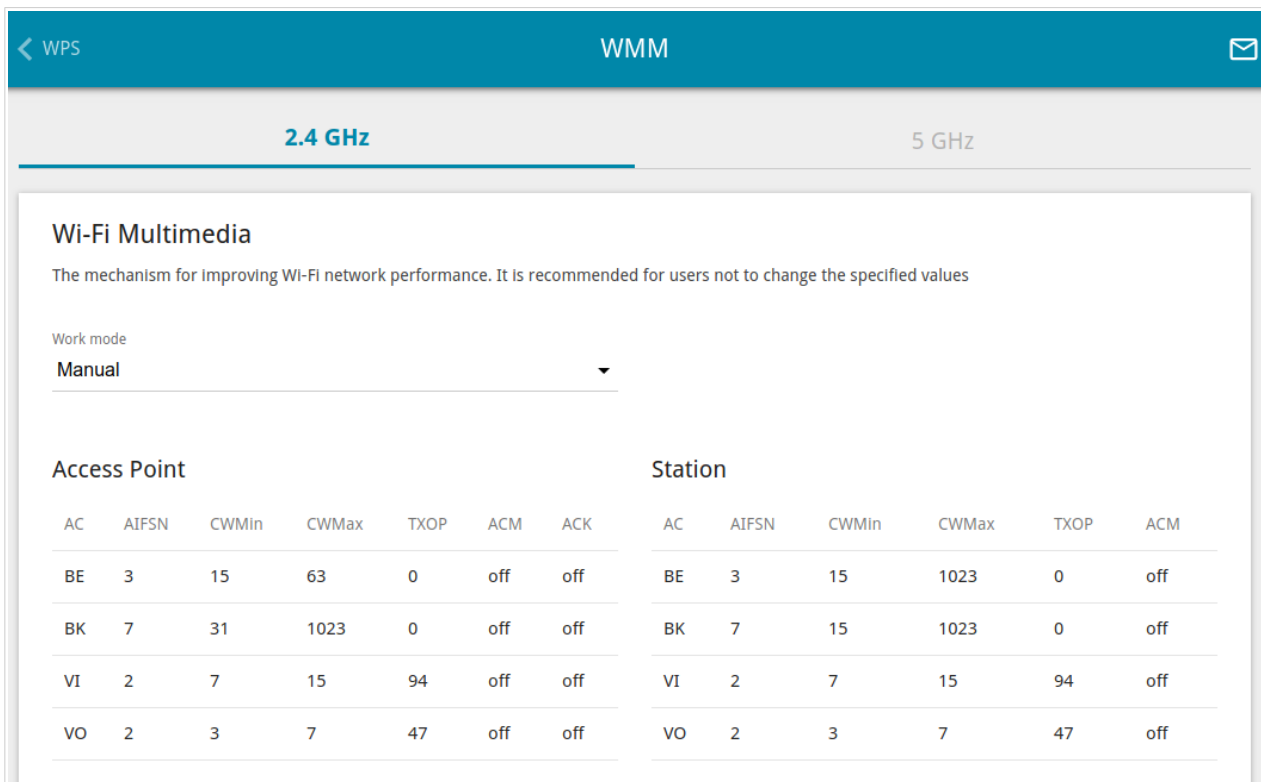 WPS WMM
2.4 GHz 5 GHz
Wi-Fi Multimedia
The mechanism for improving Wi-Fi network performance. It is recommended for users not to change the specified values
Work mode
Manual
Access Point
AC AIFSN CWMin CWMax TXOP ACM ACK
BE 3 15 63 0 off off
BK 7 31 1023 0 off off
VI 2 7 15 94 off off
VO 2 3 7 47 off off
Station
AC AIFSN CWMin CWMax TXOP ACM
BE 3 15 1023 0 off
BK 7 15 1023 0 off
VI 2 7 15 94 off
VO 2 3 7 47 off